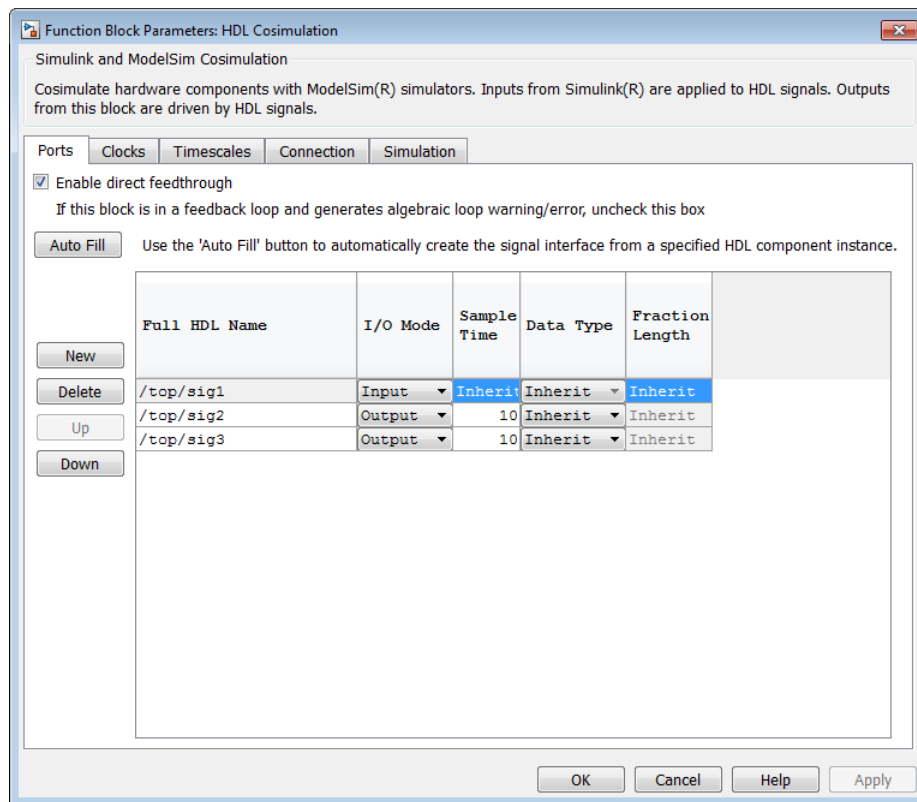 Function Block Parameters: HDL Cosimulation
Simulink and ModelSim Cosimulation
Cosimulate hardware components with ModelSim(R) simulators. Inputs from Simulink(R) are applied to HDL signals. Outputs
from this block are driven by HDL signals.
Ports Clocks Timescales Connection Simulation
Enable direct feedthrough
If this block is in a feedback loop and generates algebraic loop warning/error, uncheck this box
Auto Fill Use the 'Auto Fill' button to automatically create the signal interface from a specified HDL component instance.
Full HDL Name I/O Mode Sample Time Data Type Fraction Length
New
Delete /top/sig1 Input Inherit Inherit Inherit
/top/sig2 Output 10 Inherit Inherit
Up
/top/sig3 Output 10 Inherit Inherit
Down
OK Cancel Help Apply